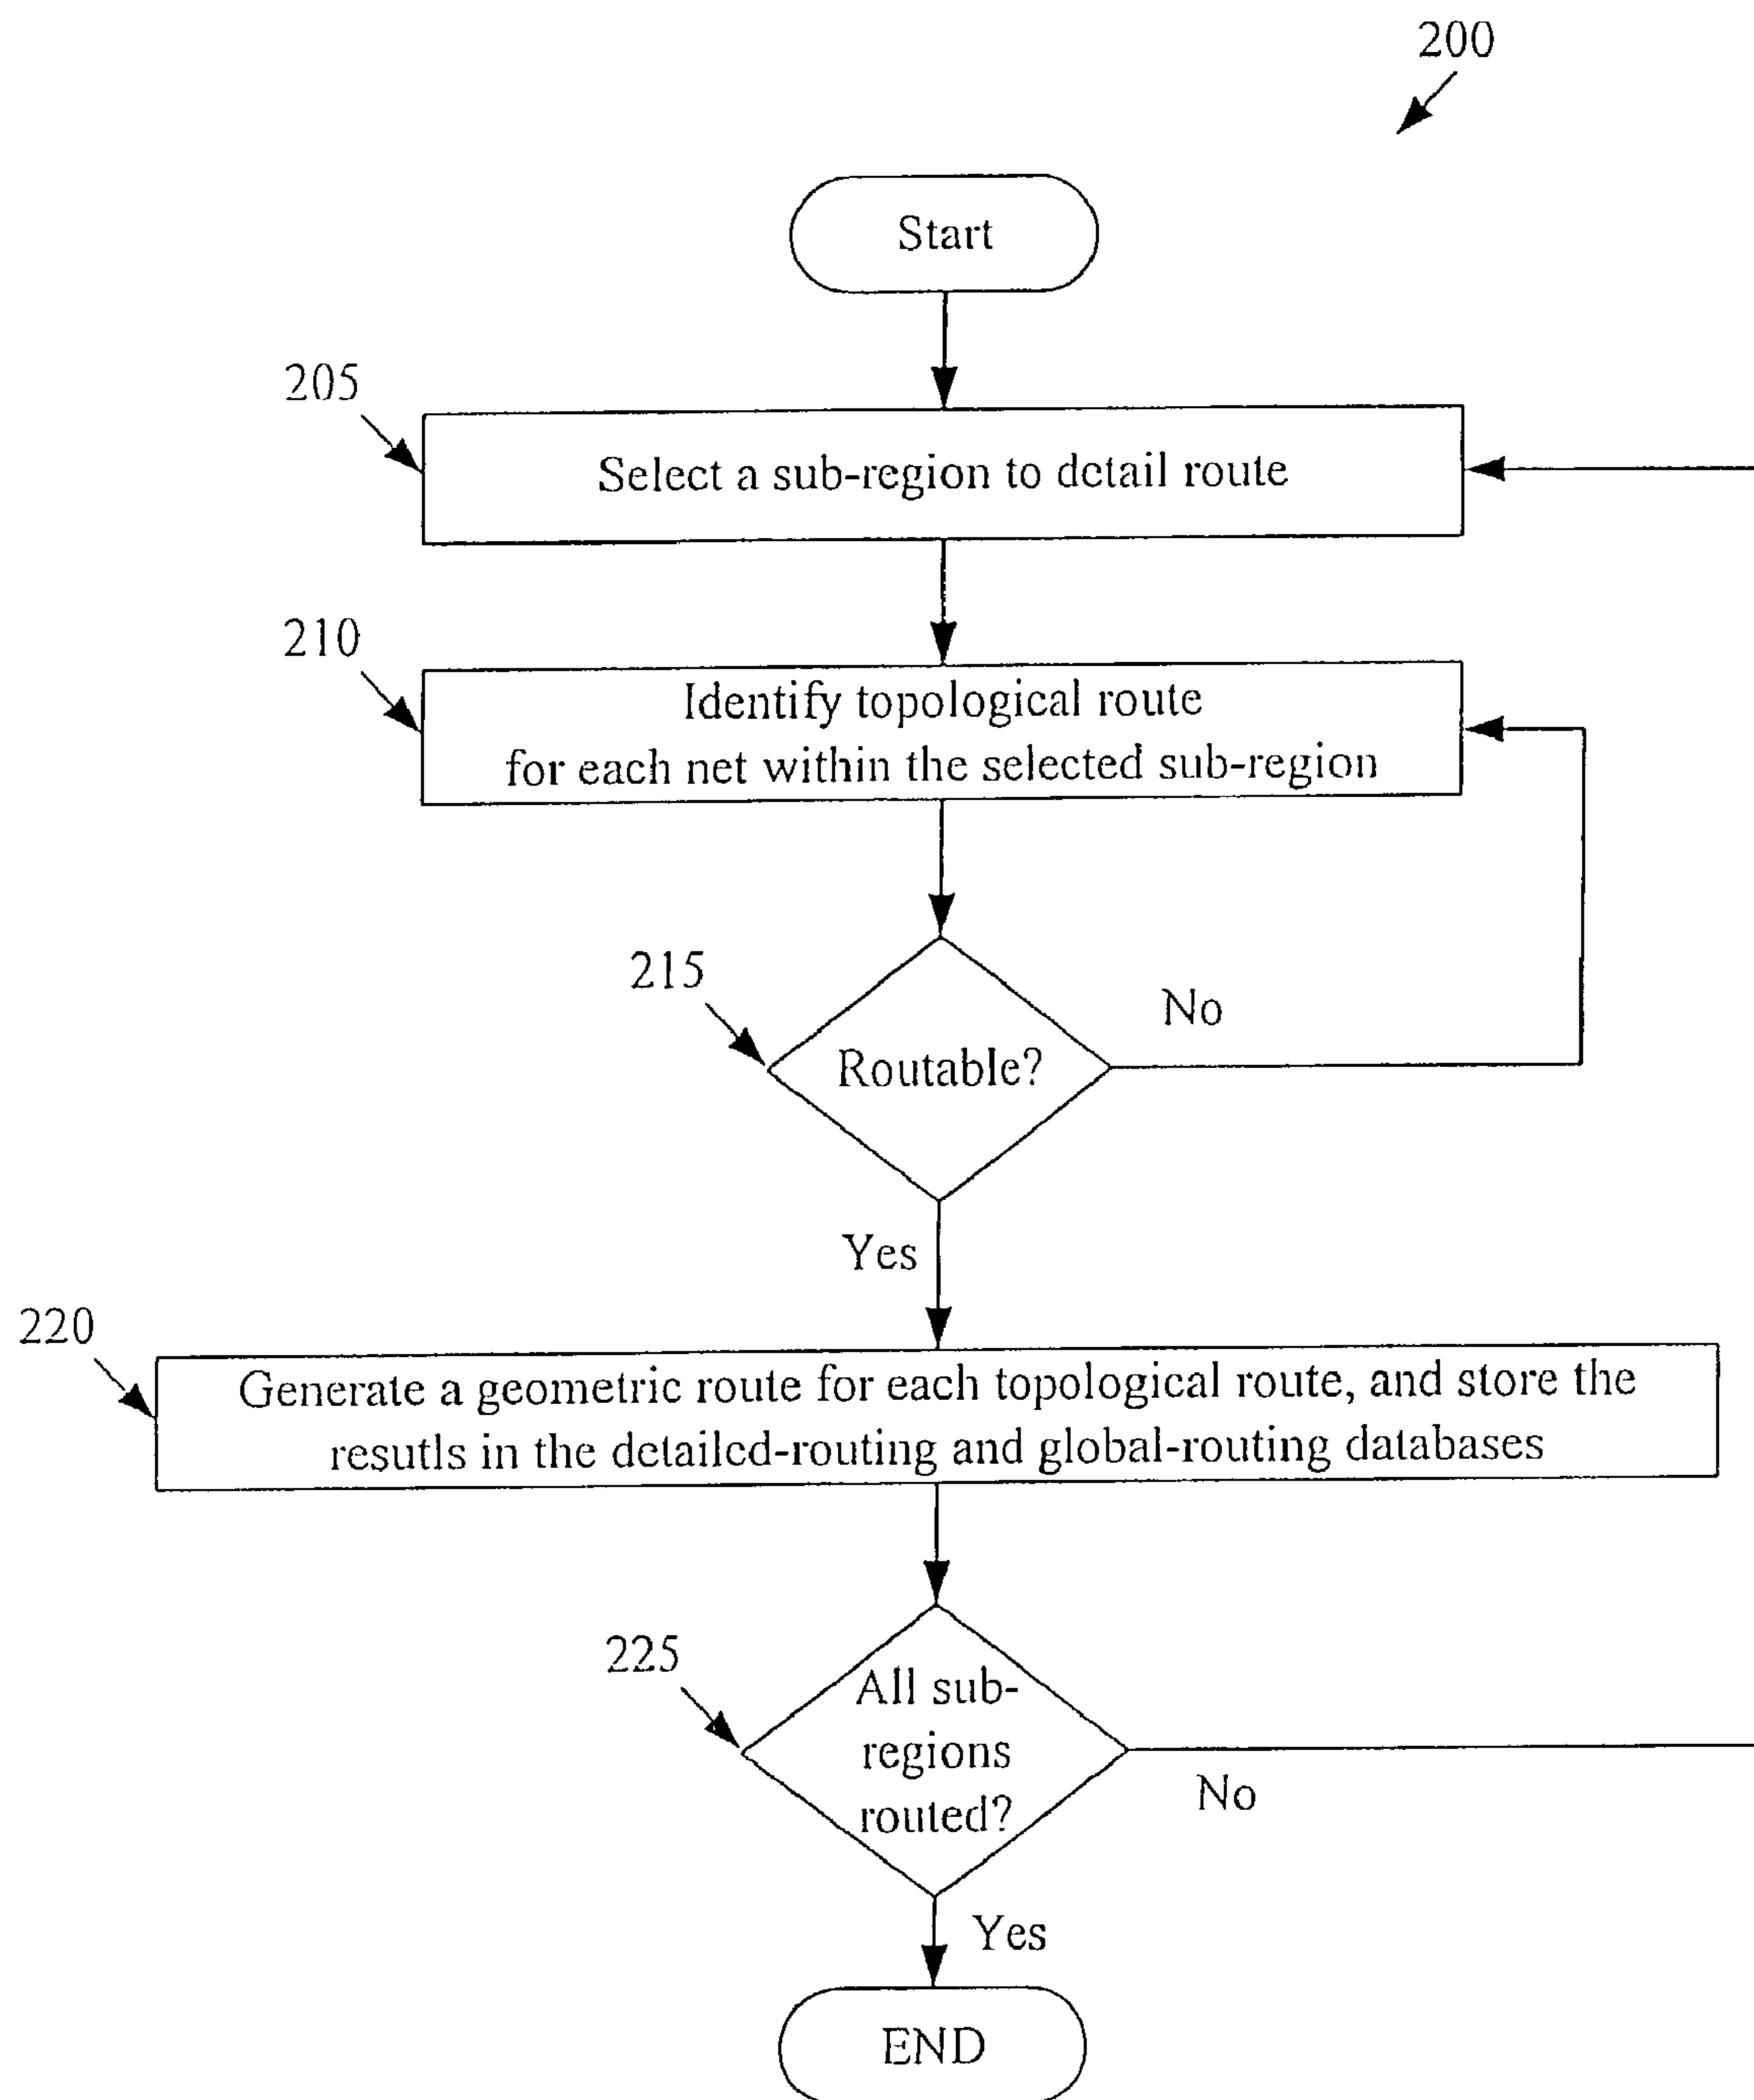 200
Start
205
Select a sub-region to detail route
210
Identify topological route
for each net within the selected sub-region
215
Routable?
No
Yes
220
Generate a geometric route for each topological route, and store the
resutls in the detailed-routing and global-routing databases
225
All sub-
regions
routed?
No
Yes
END